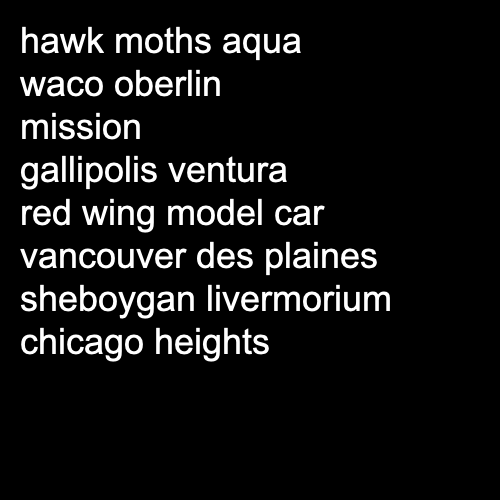 hawk moths aqua
waco oberlin
mission
gallipolis ventura
red wing model car
vancouver des plaines
sheboygan livermorium
chicago heights